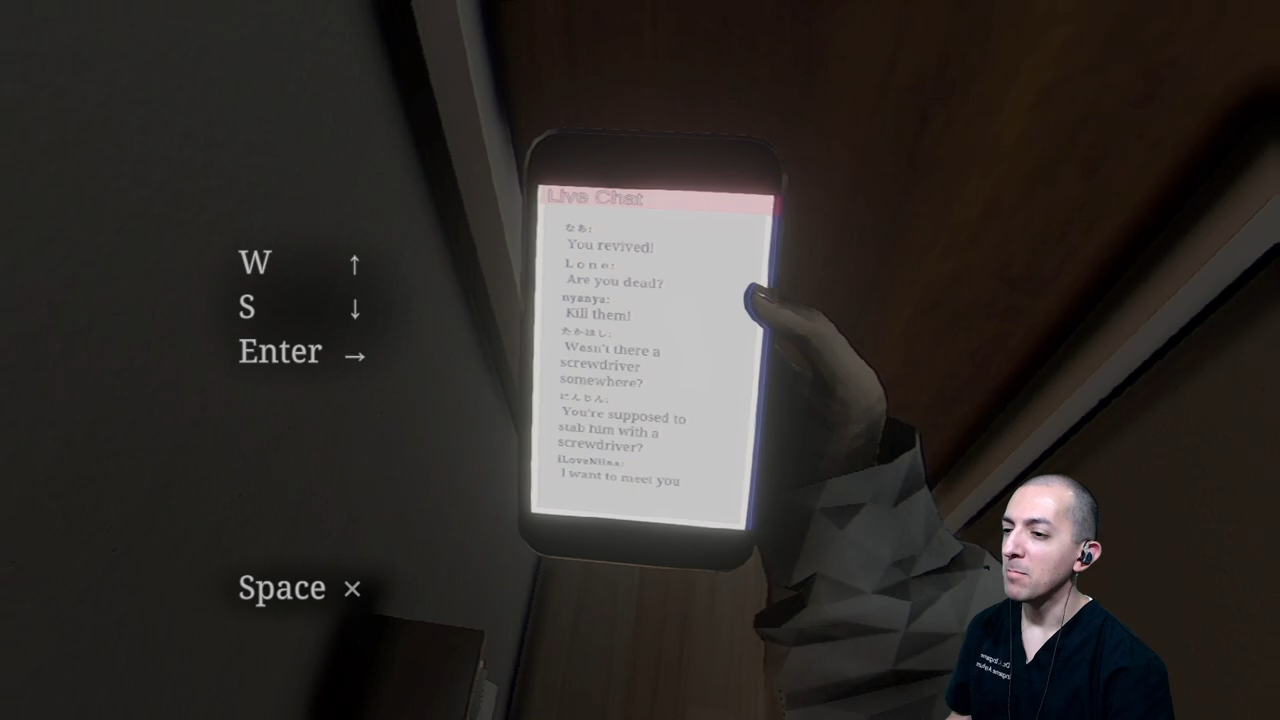 Live Chat
なあ:
You revived!
Lone:
Are you dead?
nyanya:
Kill them!
たかはし:
Wasn't there a
screwdriver
somewhere?
にんじん:
You're supposed to
stab him with a
screwdriver?
iLoveNiina:
I want to meet you
W ↑
S ↓
Enter →
Space ×